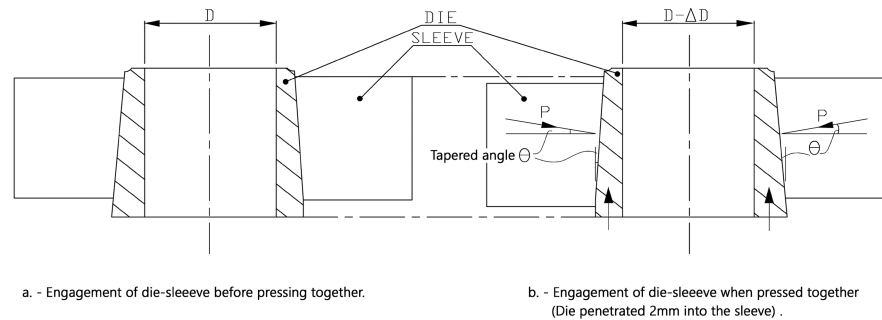 D
DIE
SLEEVE
D-ΔD
P
P
Tapered angle Θ
Θ
a. - Engagement of die-sleeeve before pressing together.
b. - Engagement of die-sleeeve when pressed together
(Die penetrated 2mm into the sleeve) .